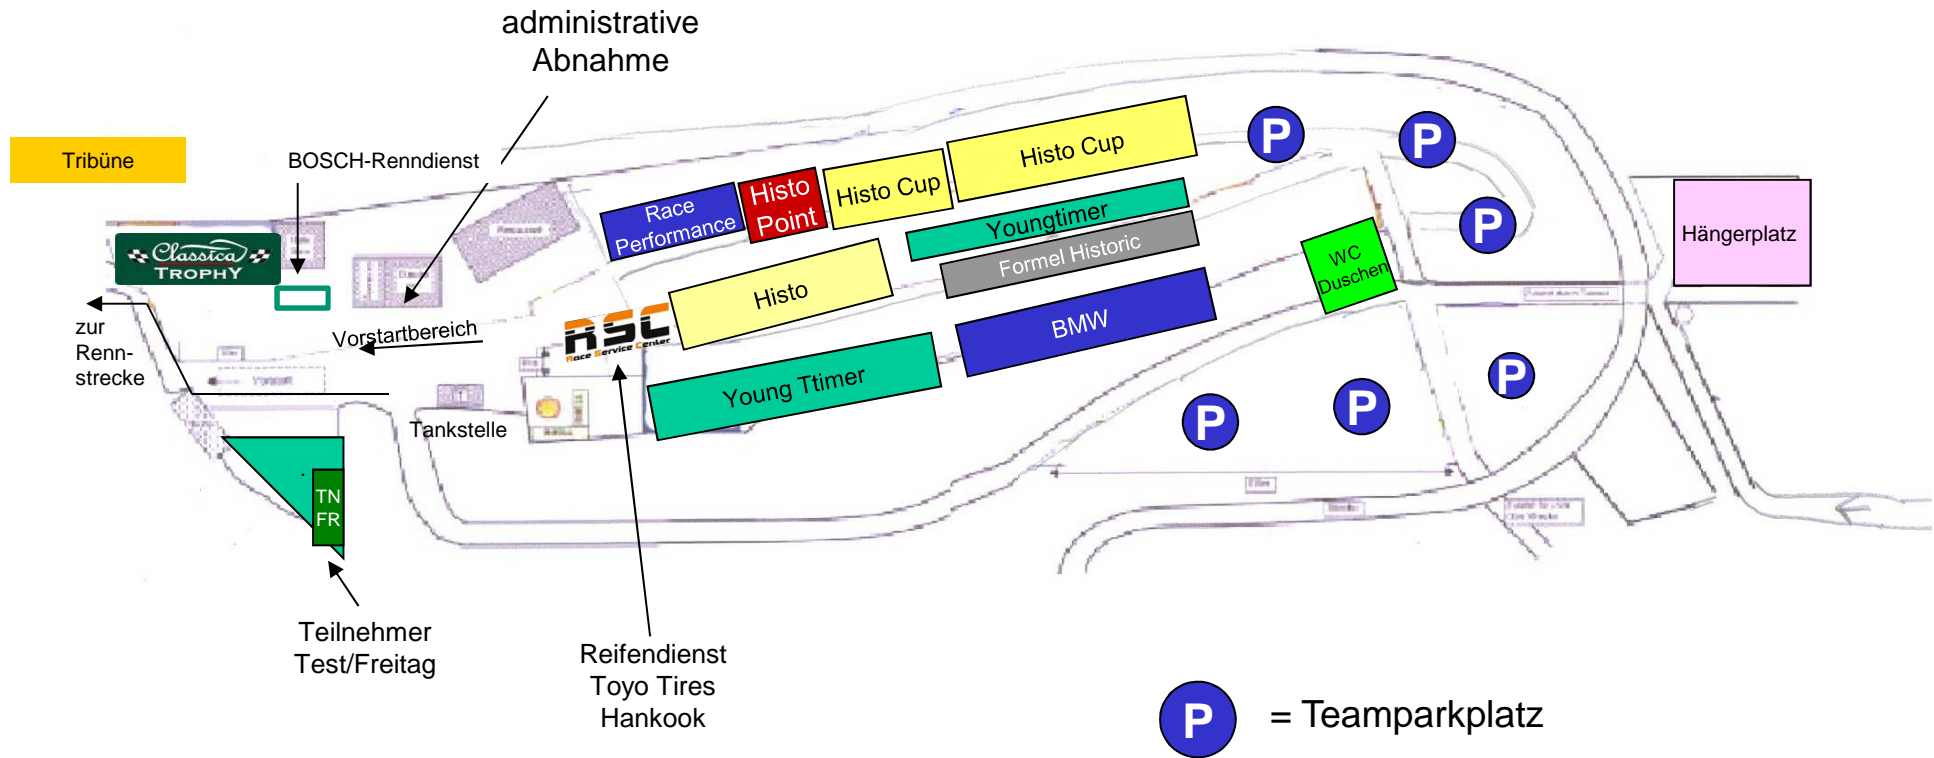 administrative
Abnahme
Tribüne
BOSCH-Renndienst
Classica
TROPHY
Race
Performance
Histo
Point
Histo Cup
Histo Cup
Youngtimer
Formel Historic
Histo
BMW
Young Ttimer
WC
Duschen
Hängerplatz
P
P
P
P
P
P
RSC
Race Service Center
Vorstartbereich
zur
Renn-
strecke
Vorstart
Tankstelle
TN
FR
Teilnehmer
Test/Freitag
Reifendienst
Toyo Tires
Hankook
P
= Teamparkplatz